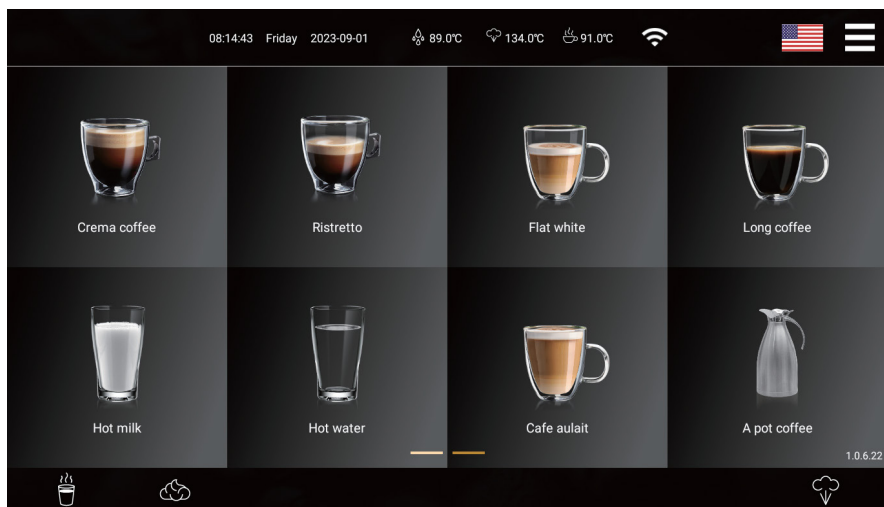 08:14:43 Friday 2023-09-01 89.0℃ 134.0℃ 91.0℃
Crema coffee Ristretto Flat white Long coffee
Hot milk Hot water Cafe aulait A pot coffee
1.0.6.22